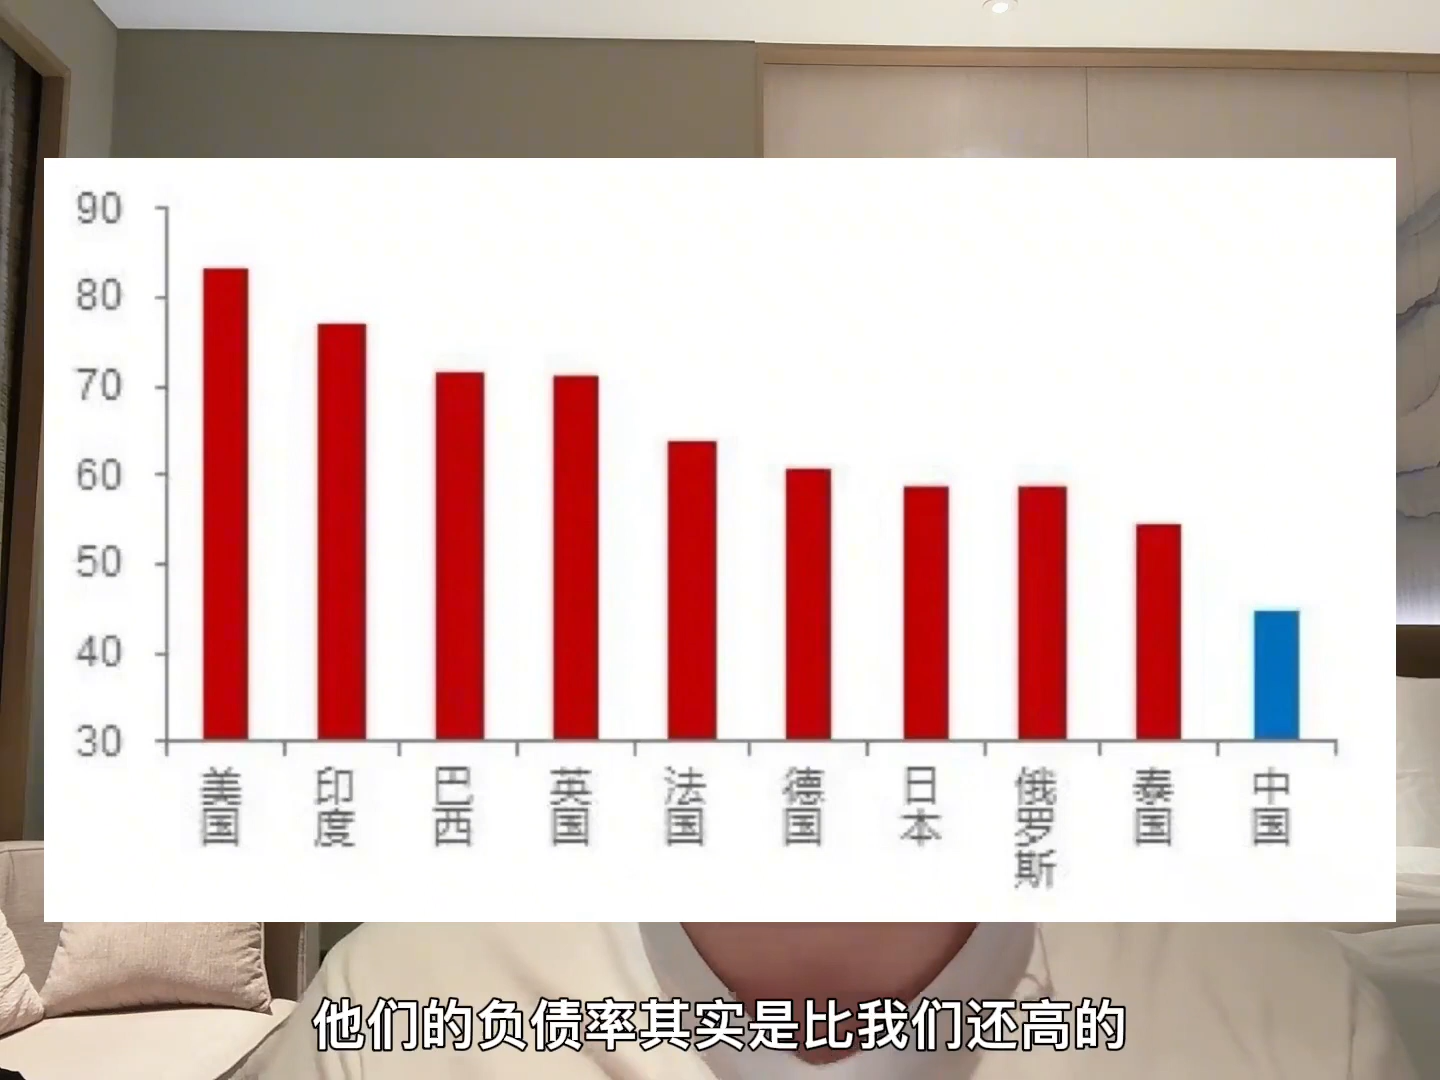 90
80
70
60
50
40
30
美国
印度
巴西
英国
法国
德国
日本
俄罗斯
泰国
中国
他们的负债率其实是比我们还高的